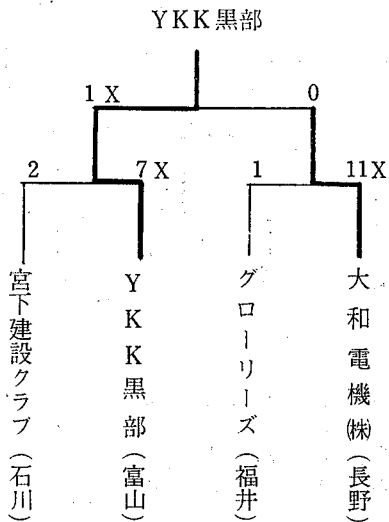 YKK黒部
1X 0
2 7X 1 11X
宮下建設クラブ(石川)
YKK黒部(富山)
グローリーズ(福井)
大和電機㈱(長野)